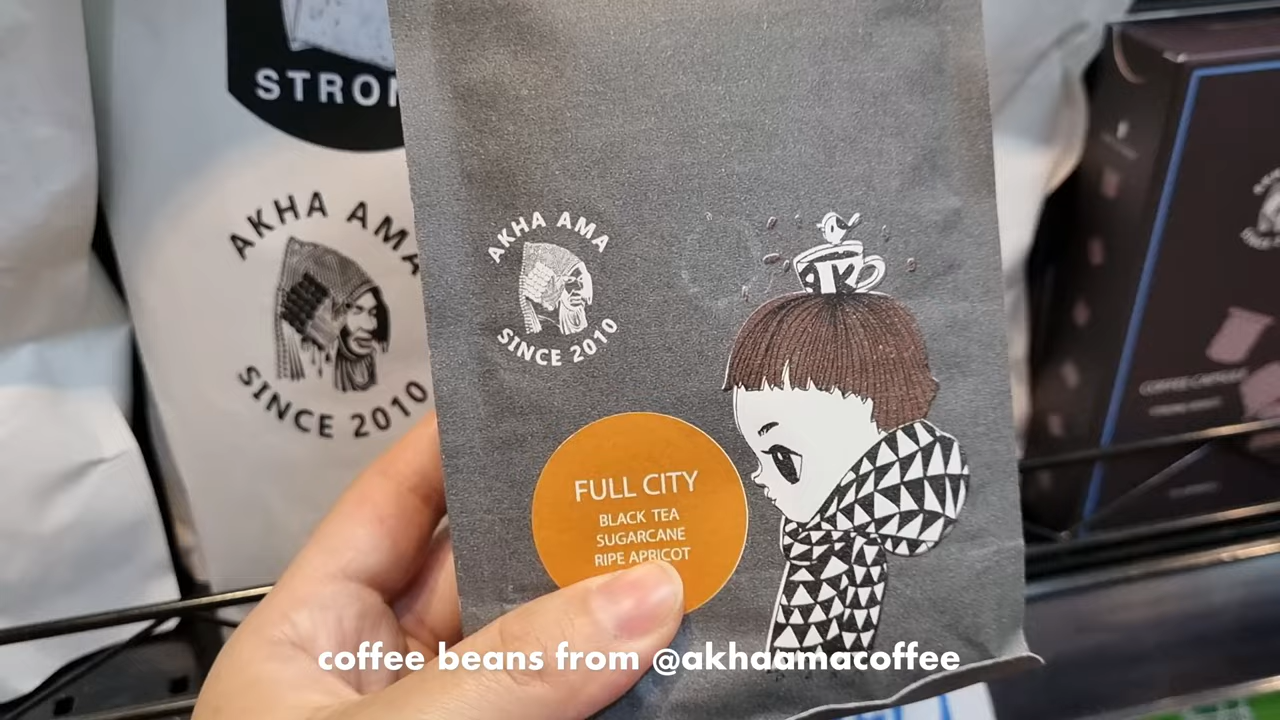 STRON
AKHA AMA
SINCE 2010
AKHA AMA
SINCE 2010
FULL CITY
BLACK TEA
SUGARCANE
RIPE APRICOT
COFFEE CAPSULE
coffee beans from @akhaamacoffee